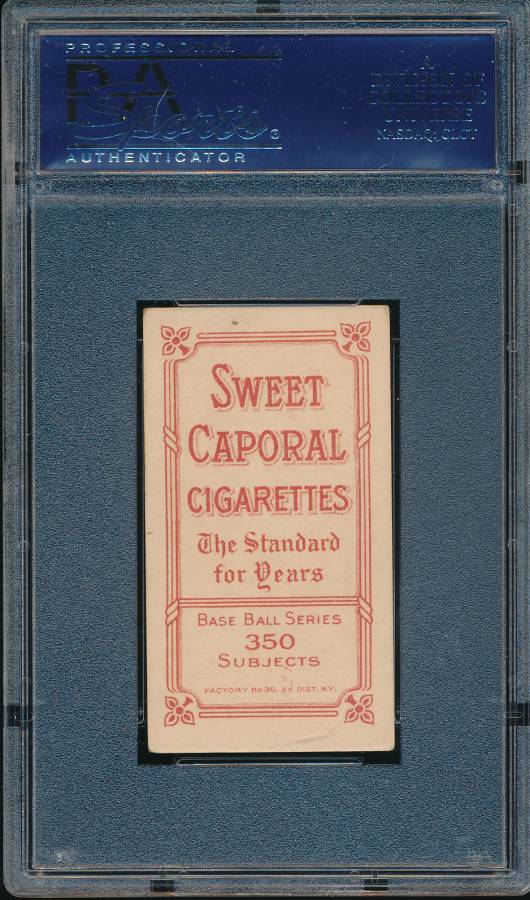 PROFESSIONAL
PSA
Sports
AUTHENTICATOR
A
DIVISION OF
COLLECTORS
UNIVERSE
NASDAQ: CLCT
SWEET
CAPORAL
CIGARETTES
The Standard
for Years
BASE BALL SERIES
350
SUBJECTS
FACTORY No 30, 2d DIST. N.Y.